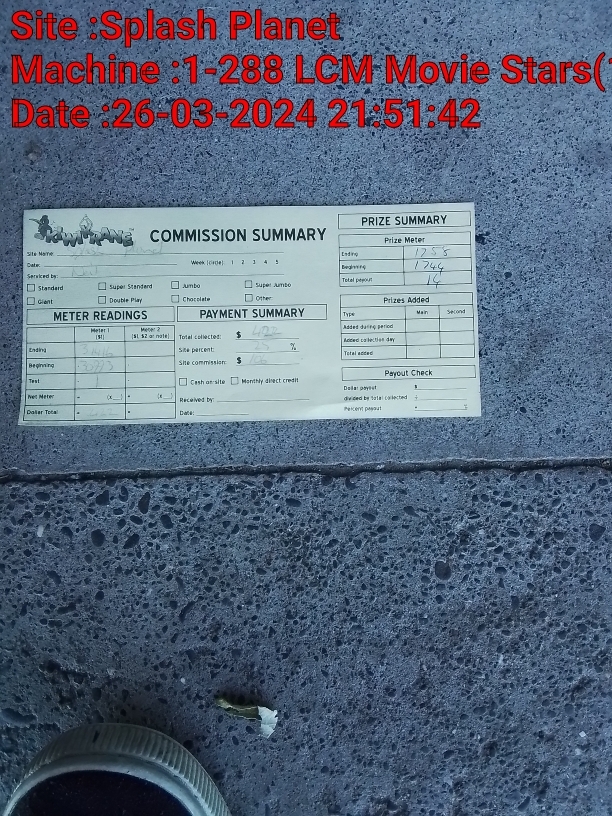 Site :Splash Planet
Machine :1-288 LCM Movie Stars(
Date :26-03-2024 21:51:42
KIWIKRANE
COMMISSION SUMMARY
Site Name:
Date: Week (circle): 1 2 3 4 5
Serviced by: Neil
Standard Super Standard Jumbo Super Jumbo
Giant Double Play Chocolate Other
METER READINGS
Meter 1 Meter 2
($1) ($1, $2 or note)
Ending
Beginning
Test
Net Meter = (x ) = (x )
Dollar Total = =
PAYMENT SUMMARY
Total collected: $
Site percent: 25 %
Site commission: $
Cash on site Monthly direct credit
Received by:
Date:
PRIZE SUMMARY
Prize Meter
Ending 1758
Beginning 1744
Total payout 14
Prizes Added
Type Main Second
Added during period
Added collection day
Total added
Payout Check
Dollar payout $
divided by total collected ÷
Percent payout = %